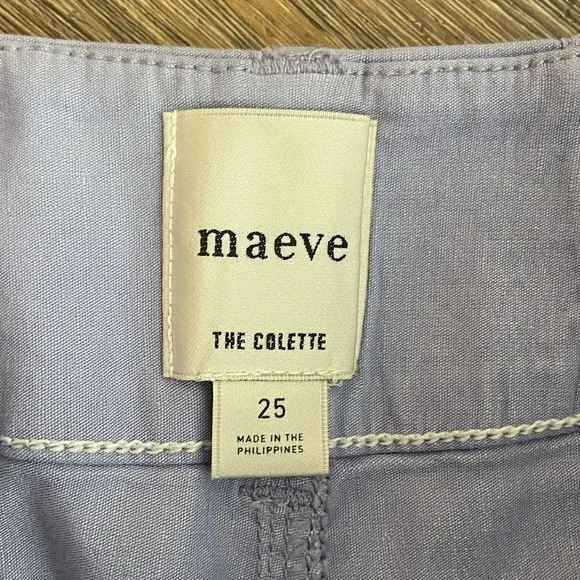 maeve
THE COLETTE
25
MADE IN THE
PHILIPPINES